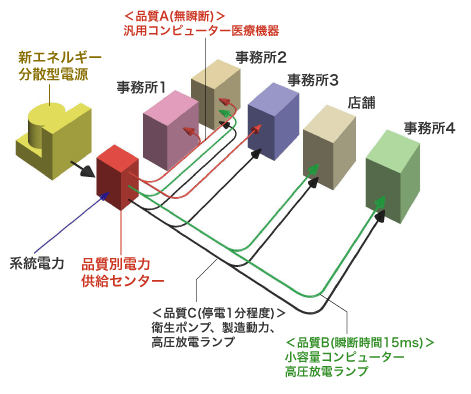 ＜品質A(無瞬断)＞
汎用コンピューター医療機器
新エネルギー
分散型電源
事務所2
事務所1
事務所3
店舗
事務所4
系統電力
品質別電力
供給センター
＜品質C(停電1分程度)＞
衛生ポンプ、製造動力、
高圧放電ランプ
＜品質B(瞬断時間15ms)＞
小容量コンピューター
高圧放電ランプ